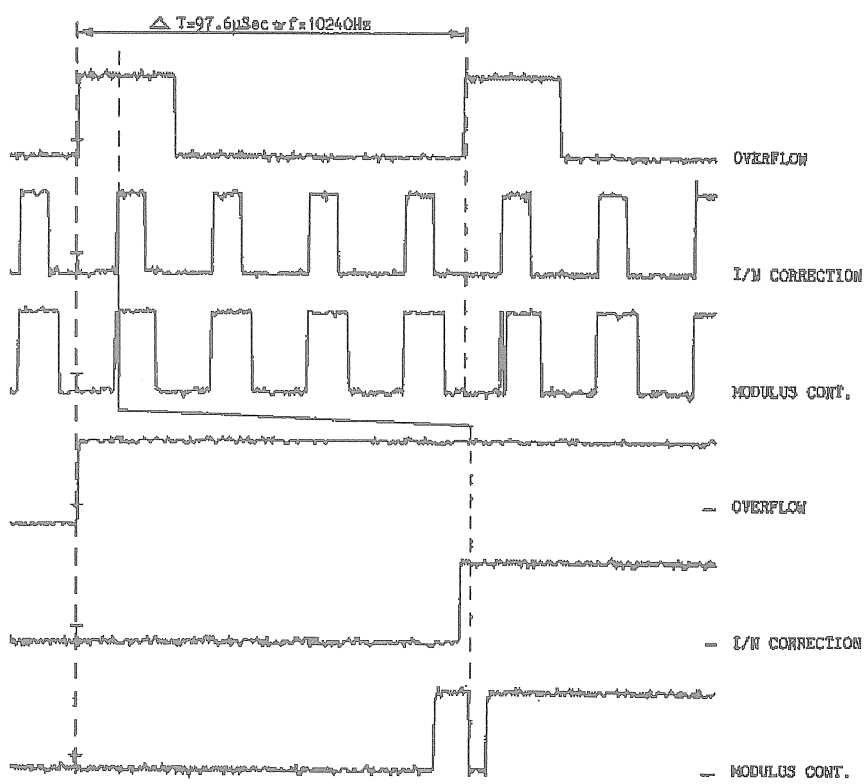 △ T=97.6µSec ≙ f=10240Hz
OVERFLOW
I/N CORRECTION
MODULUS CONT.
OVERFLOW
I/N CORRECTION
MODULUS CONT.